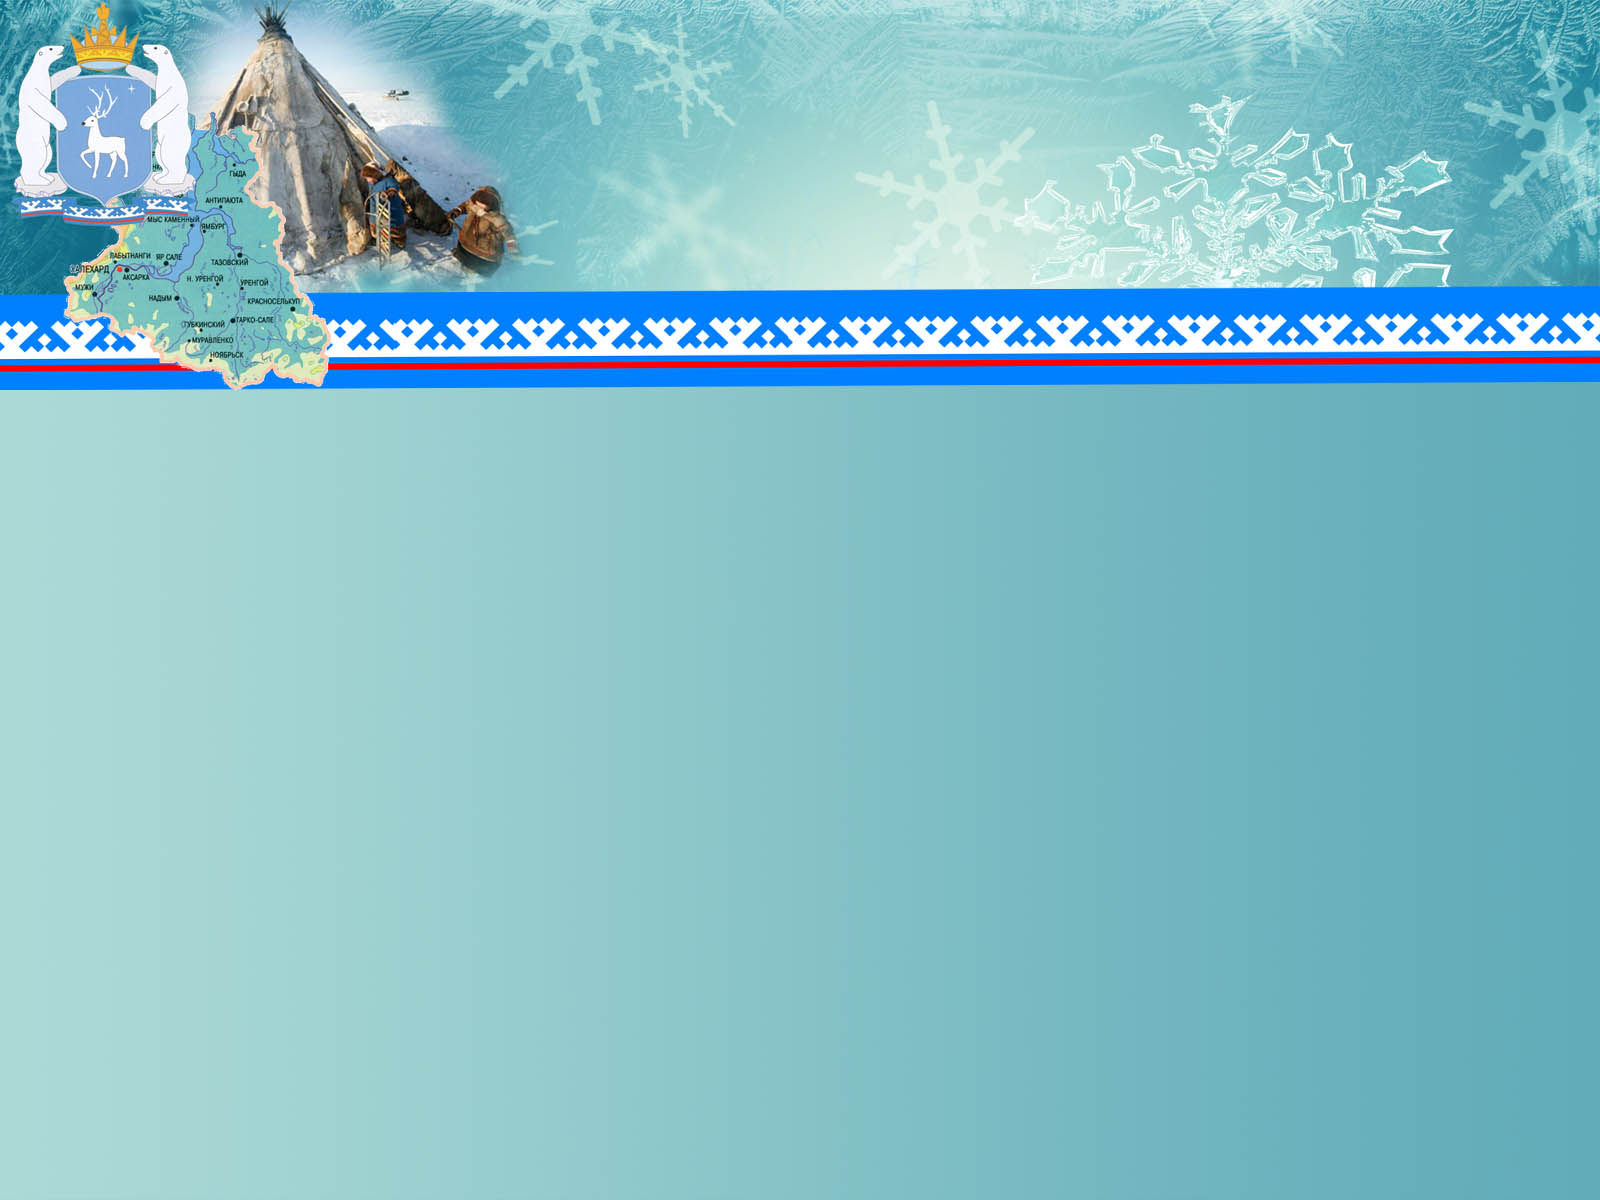 ГЫДА
АНТИПАЮТА
МЫС КАМЕННЫЙ
ЯМБУРГ
ЛАБЫТНАНГИ
ЯР САЛЕ
ТАЗОВСКИЙ
САЛЕХАРД
АКСАРКА
Н. УРЕНГОЙ
УРЕНГОЙ
МУЖИ
НАДЫМ
КРАСНОСЕЛЬКУП
ГУБКИНСКИЙ
ТАРКО-САЛЕ
МУРАВЛЕНКО
НОЯБРЬСК